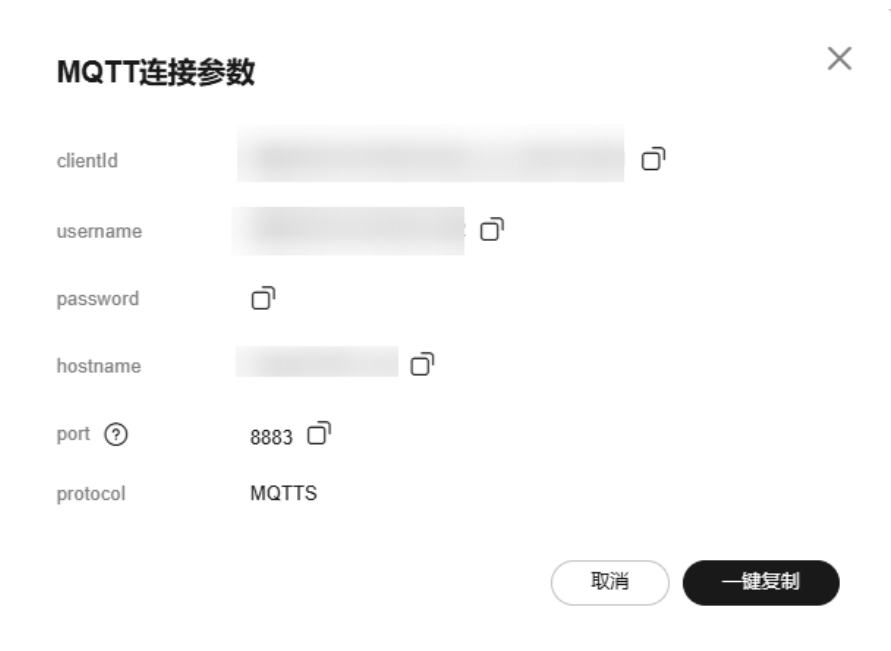 MQTT连接参数
clientId
username
password
hostname
port ?
8883
protocol
MQTTS
取消
一键复制